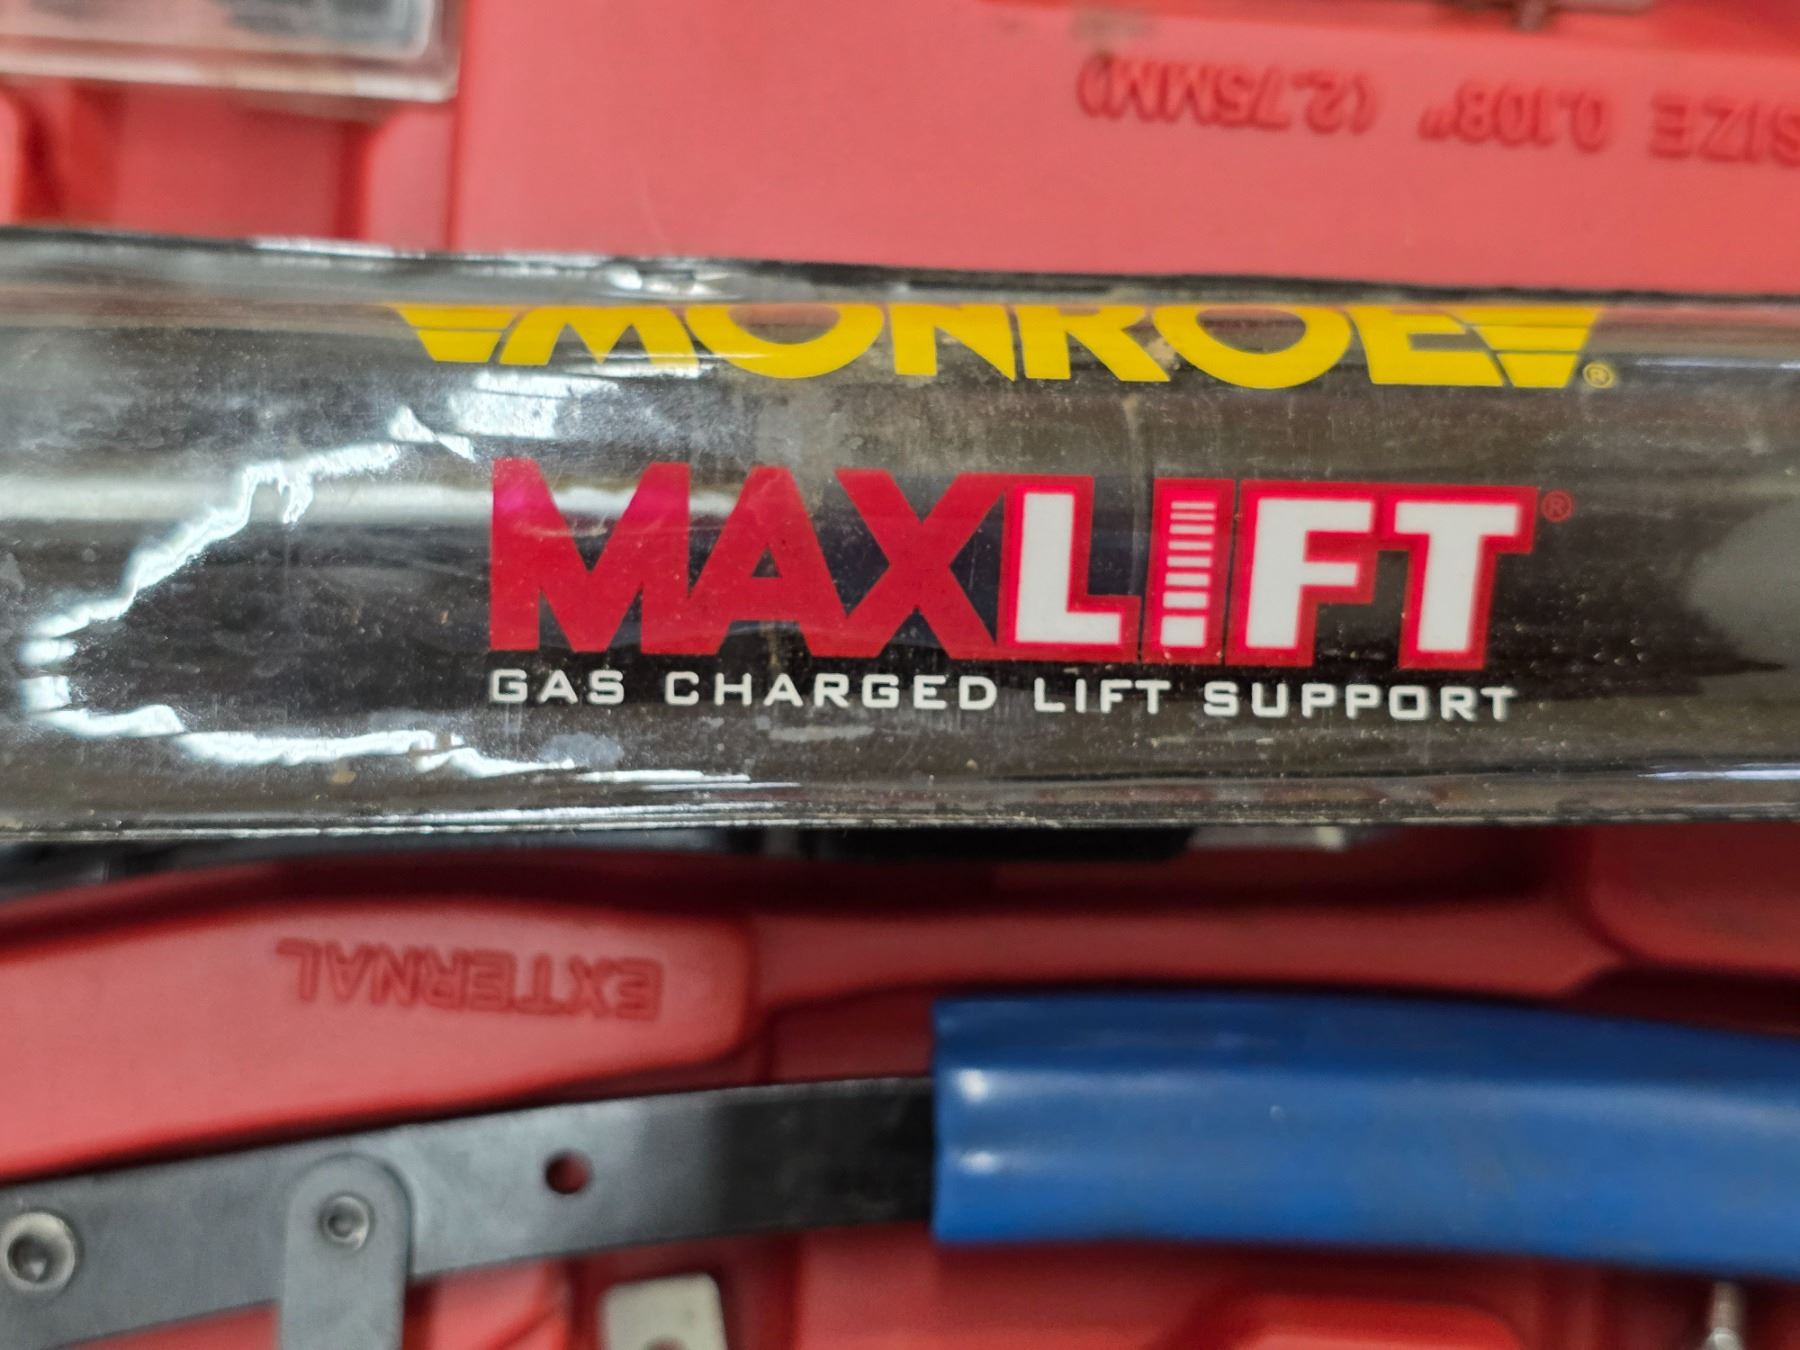 SIZE 0.108" (2.75MM)
MONROE®
MAXLIFT®
GAS CHARGED LIFT SUPPORT
EXTERNAL